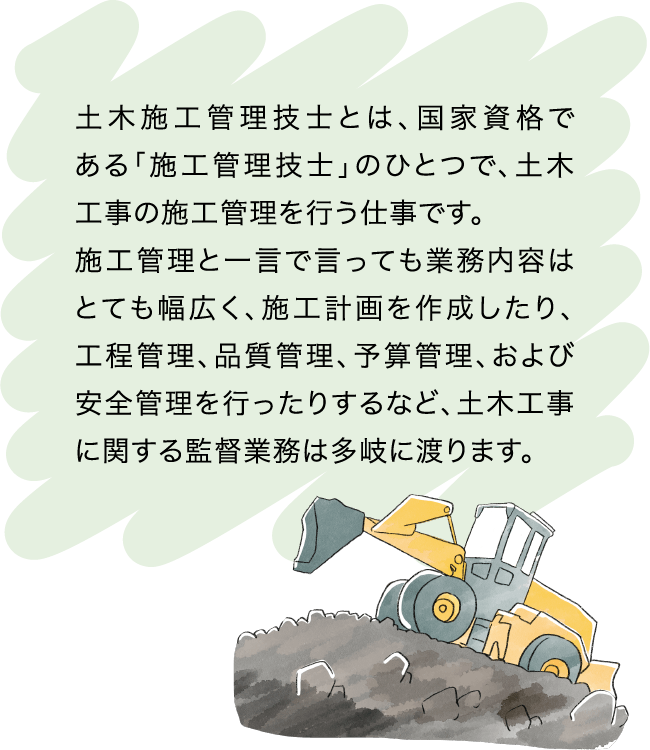 土木施工管理技士とは、国家資格で
ある「施工管理技士」のひとつで、土木
工事の施工管理を行う仕事です。
施工管理と一言で言っても業務内容は
とても幅広く、施工計画を作成したり、
工程管理、品質管理、予算管理、および
安全管理を行ったりするなど、土木工事
に関する監督業務は多岐に渡ります。